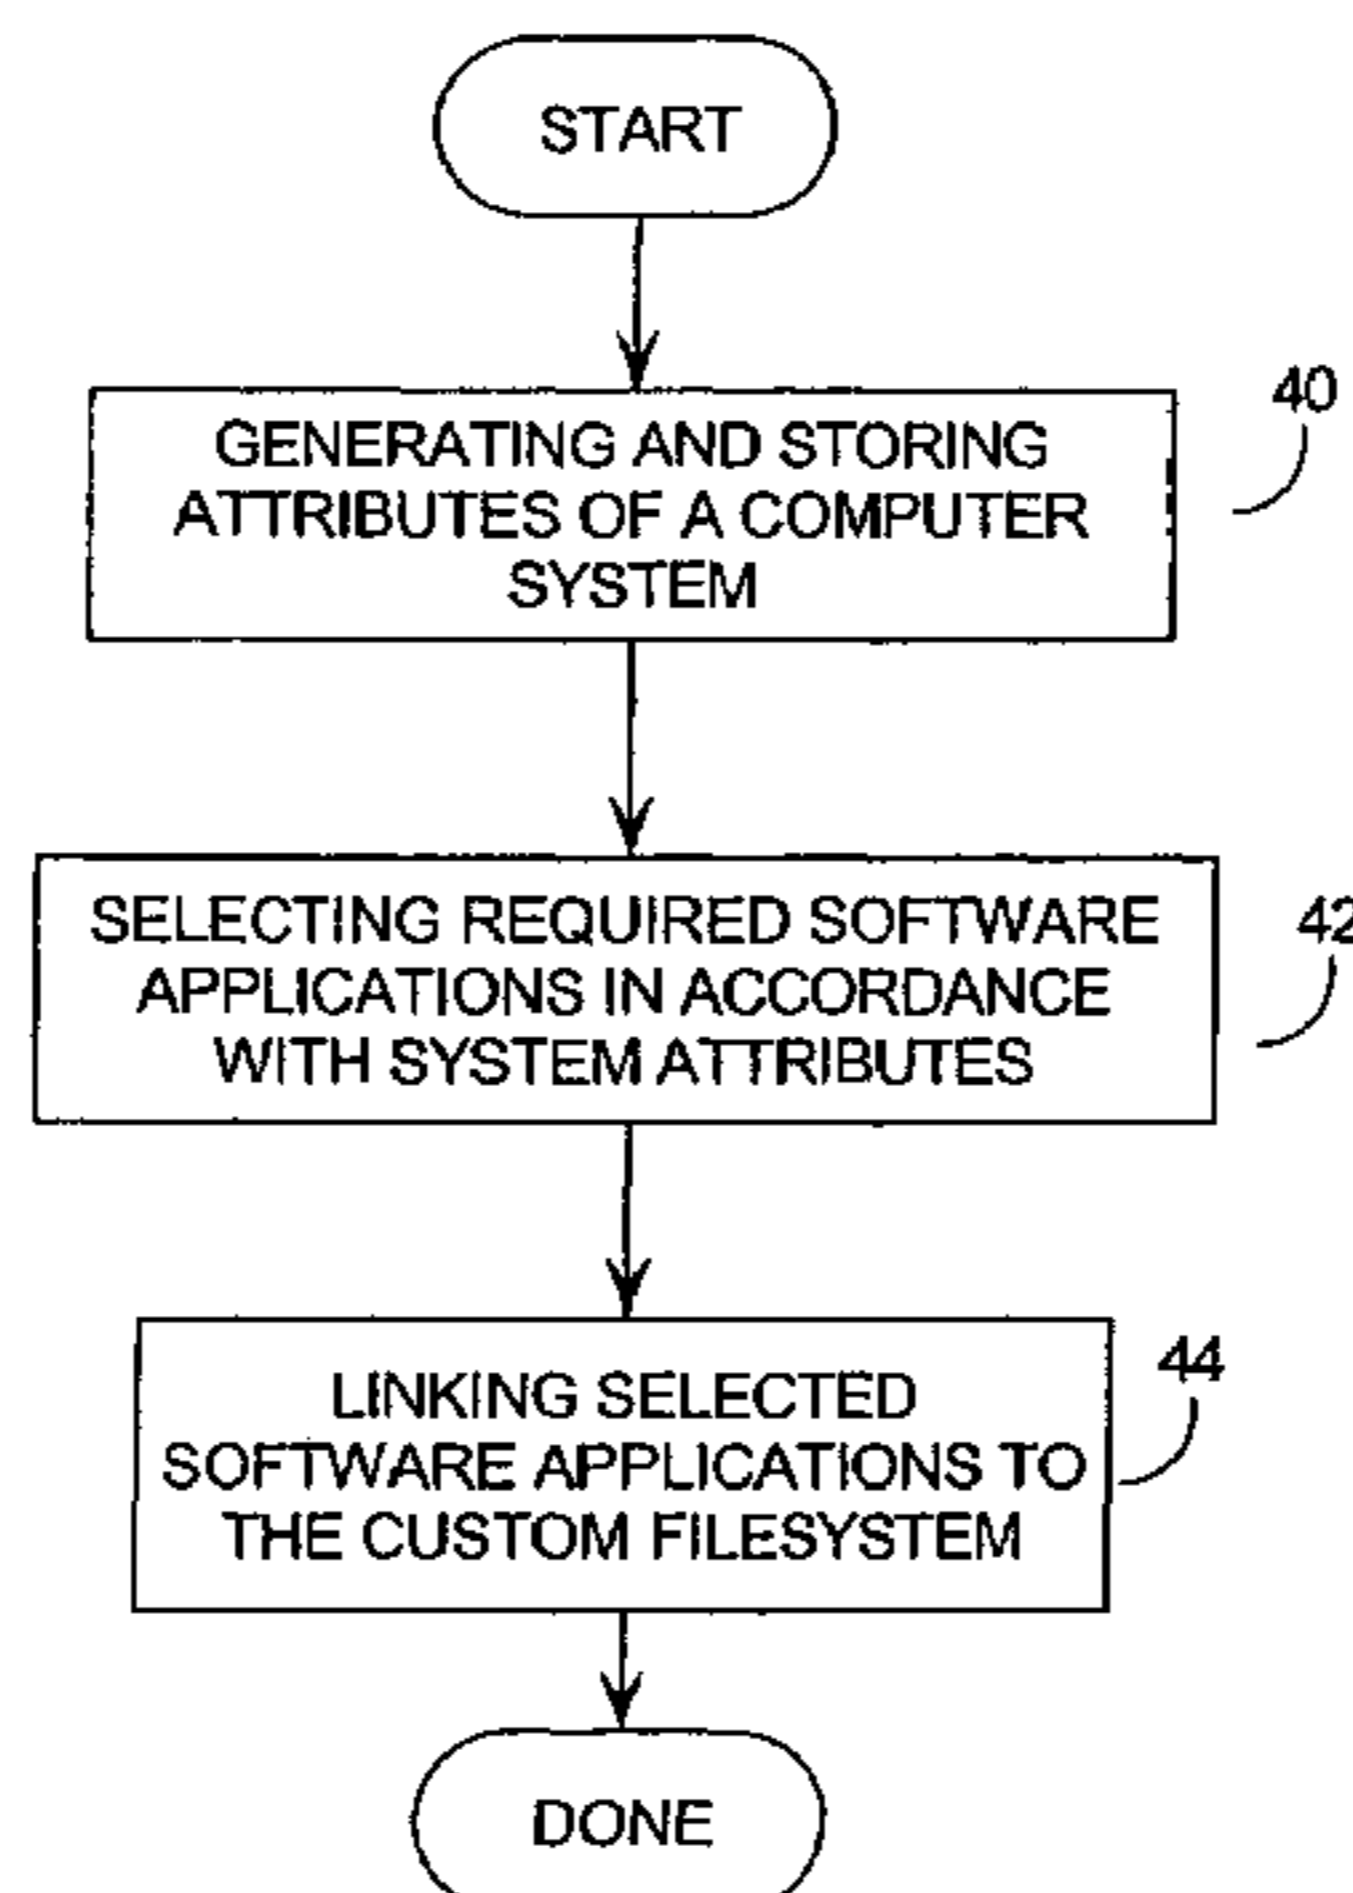 START
40
GENERATING AND STORING
ATTRIBUTES OF A COMPUTER
SYSTEM
42
SELECTING REQUIRED SOFTWARE
APPLICATIONS IN ACCORDANCE
WITH SYSTEM ATTRIBUTES
44
LINKING SELECTED
SOFTWARE APPLICATIONS TO
THE CUSTOM FILESYSTEM
DONE